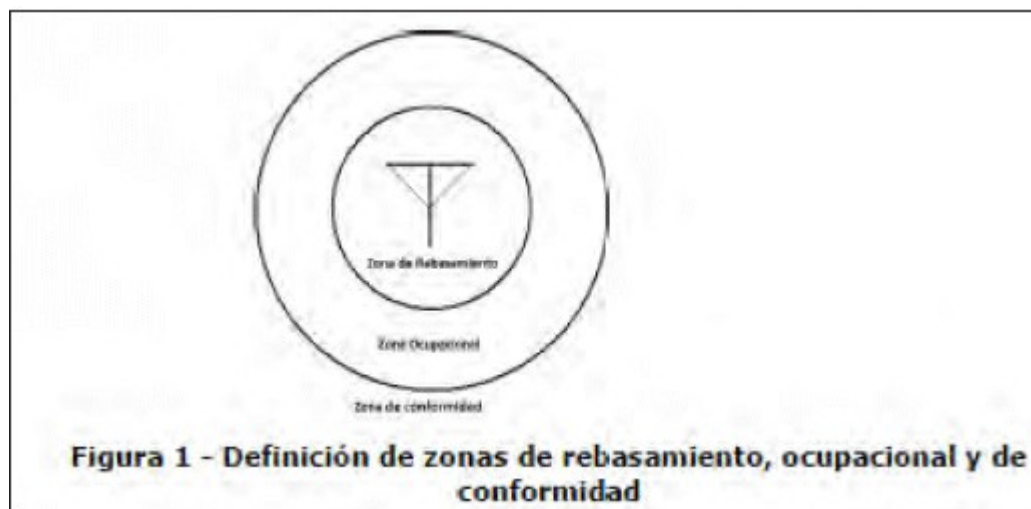 Zona de Rebasamiento
Zona Ocupacional
Zona de conformidad
Figura 1 - Definición de zonas de rebasamiento, ocupacional y de
conformidad